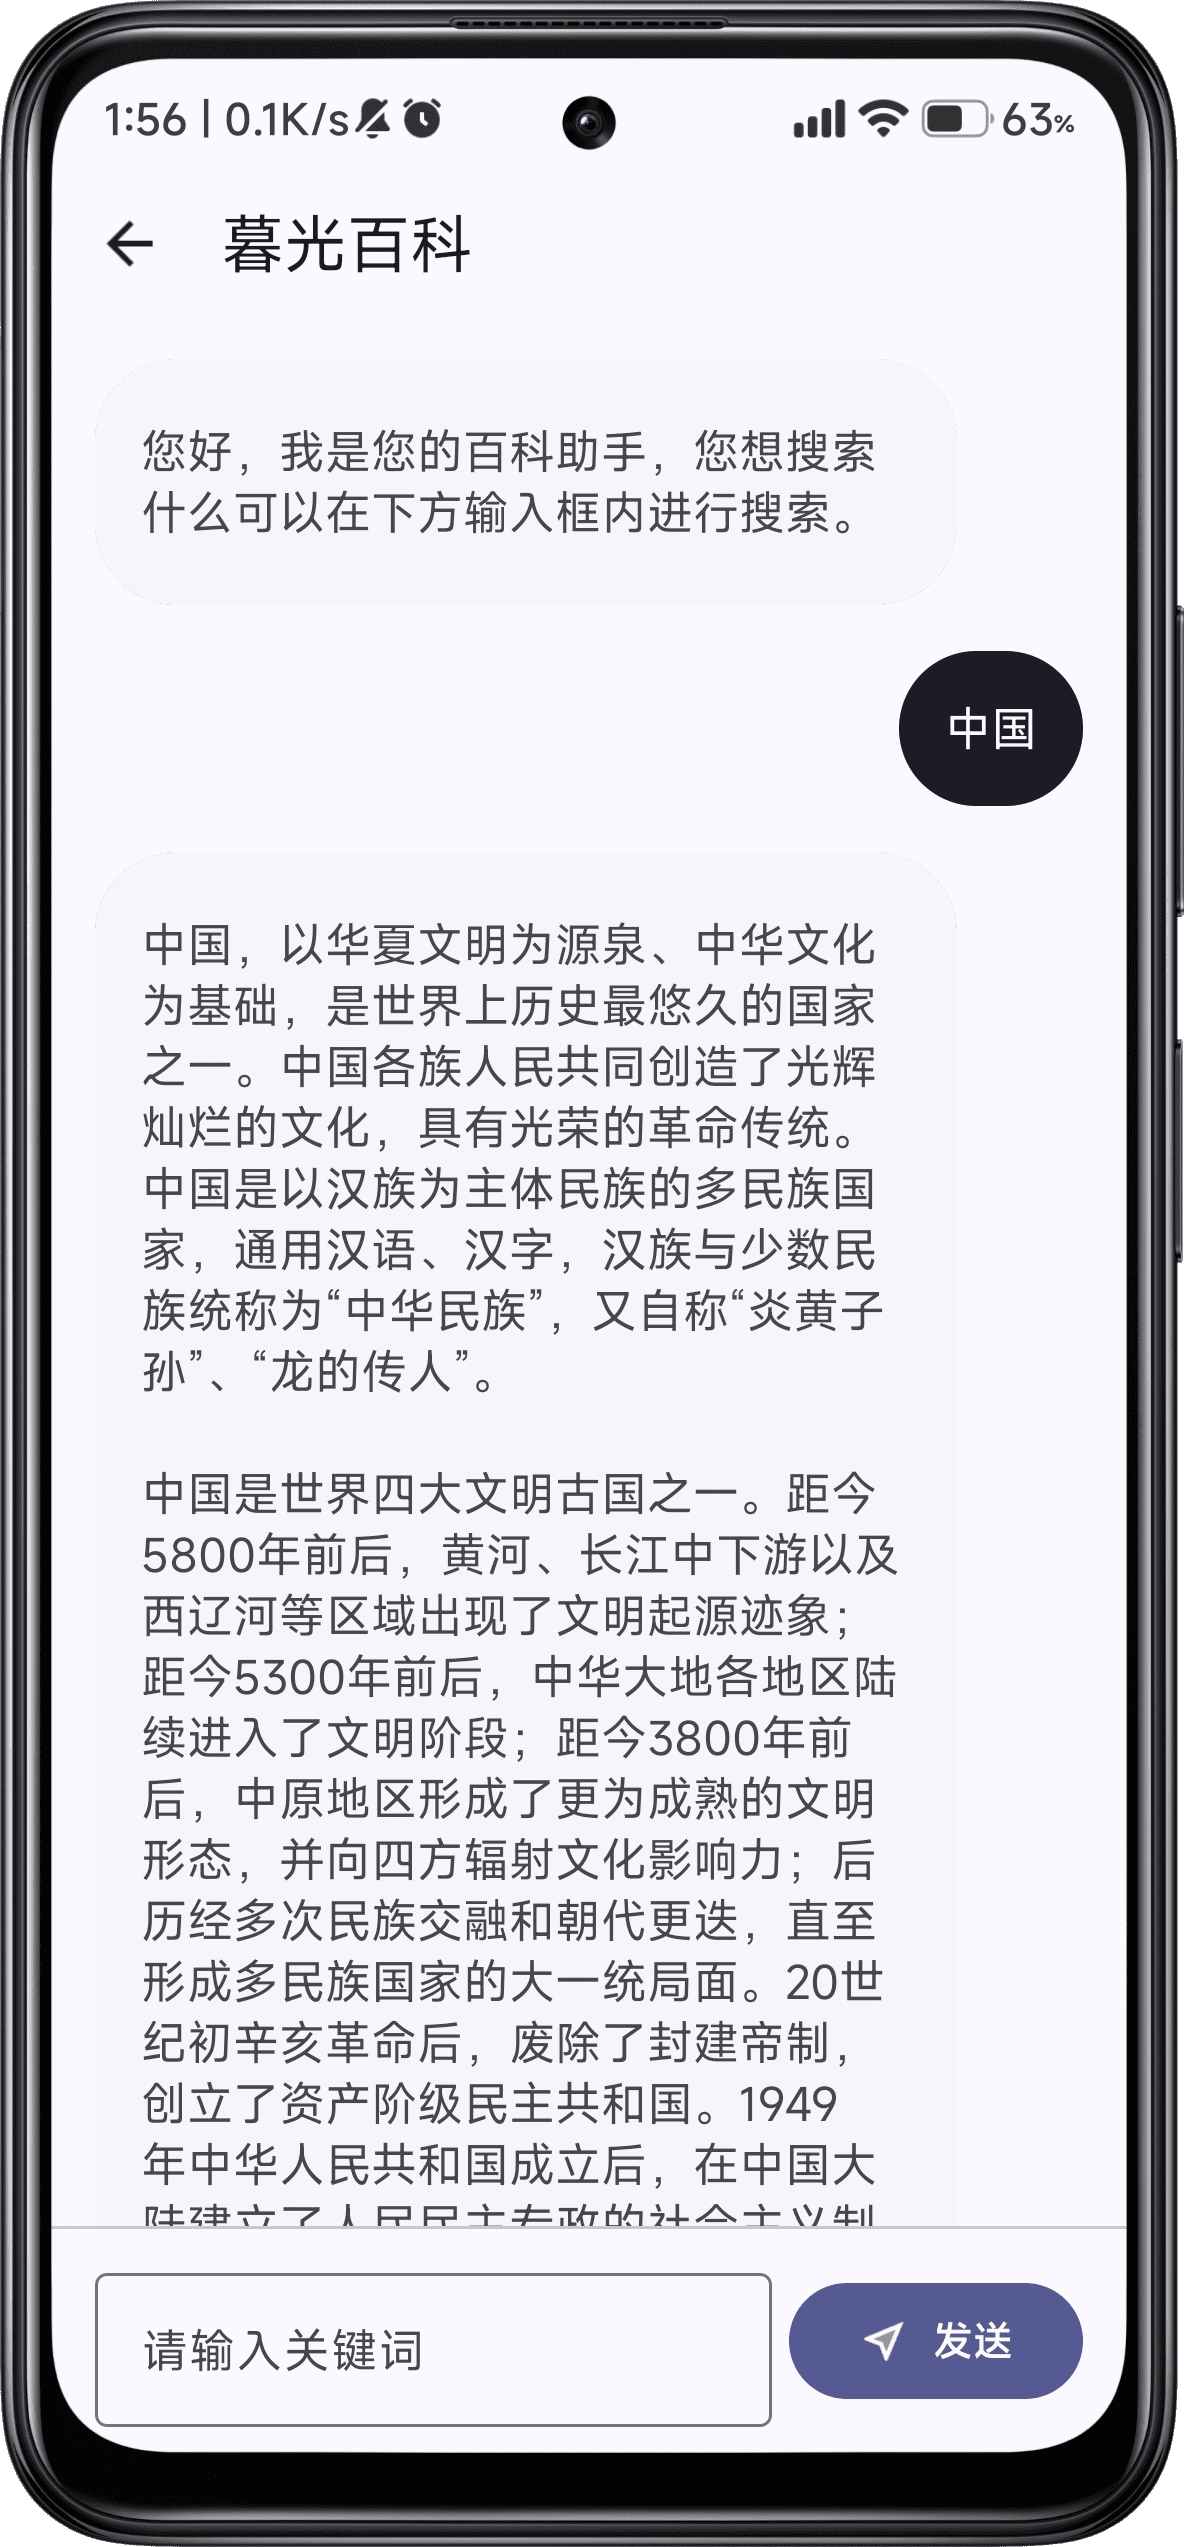 1:56 | 0.1K/s
63%
暮光百科
您好，我是您的百科助手，您想搜索
什么可以在下方输入框内进行搜索。
中国
中国，以华夏文明为源泉、中华文化
为基础，是世界上历史最悠久的国家
之一。中国各族人民共同创造了光辉
灿烂的文化，具有光荣的革命传统。
中国是以汉族为主体民族的多民族国
家，通用汉语、汉字，汉族与少数民
族统称为“中华民族”，又自称“炎黄子
孙”、“龙的传人”。
中国是世界四大文明古国之一。距今
5800年前后，黄河、长江中下游以及
西辽河等区域出现了文明起源迹象；
距今5300年前后，中华大地各地区陆
续进入了文明阶段；距今3800年前
后，中原地区形成了更为成熟的文明
形态，并向四方辐射文化影响力；后
历经多次民族交融和朝代更迭，直至
形成多民族国家的大一统局面。20世
纪初辛亥革命后，废除了封建帝制，
创立了资产阶级民主共和国。1949
年中华人民共和国成立后，在中国大
陆建立了人民民主专政的社会主义制
请输入关键词
发送